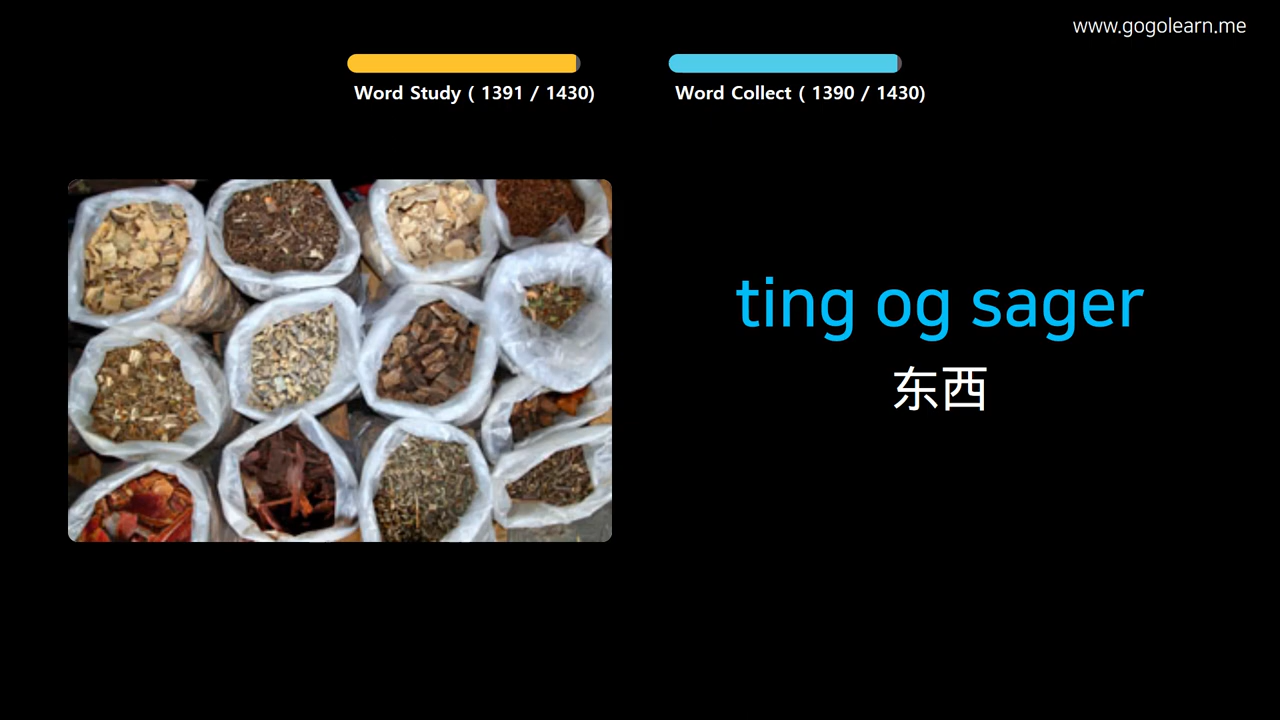 www.gogolearn.me
Word Study ( 1391 / 1430)
Word Collect ( 1390 / 1430)
ting og sager
东西